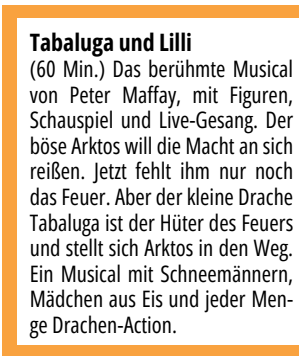 Tabaluga und Lilli
(60 Min.) Das berühmte Musical
von Peter Maffay, mit Figuren,
Schauspiel und Live-Gesang. Der
böse Arktos will die Macht an sich
reißen. Jetzt fehlt ihm nur noch
das Feuer. Aber der kleine Drache
Tabaluga ist der Hüter des Feuers
und stellt sich Arktos in den Weg.
Ein Musical mit Schneemännern,
Mädchen aus Eis und jeder Men-
ge Drachen-Action.